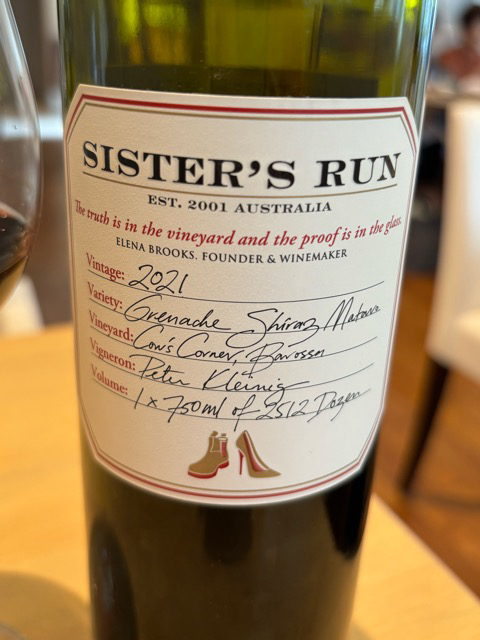 SISTER'S RUN
EST. 2001 AUSTRALIA
The truth is in the vineyard and the proof is in the glass.
ELENA BROOKS. FOUNDER & WINEMAKER
Vintage: 2021
Variety: Grenache Shiraz Mataro
Vineyard: Cow's Corner, Barossa
Vigneron: Peter Kleinig
Volume: 1 x 750ml of 2512 Dozen